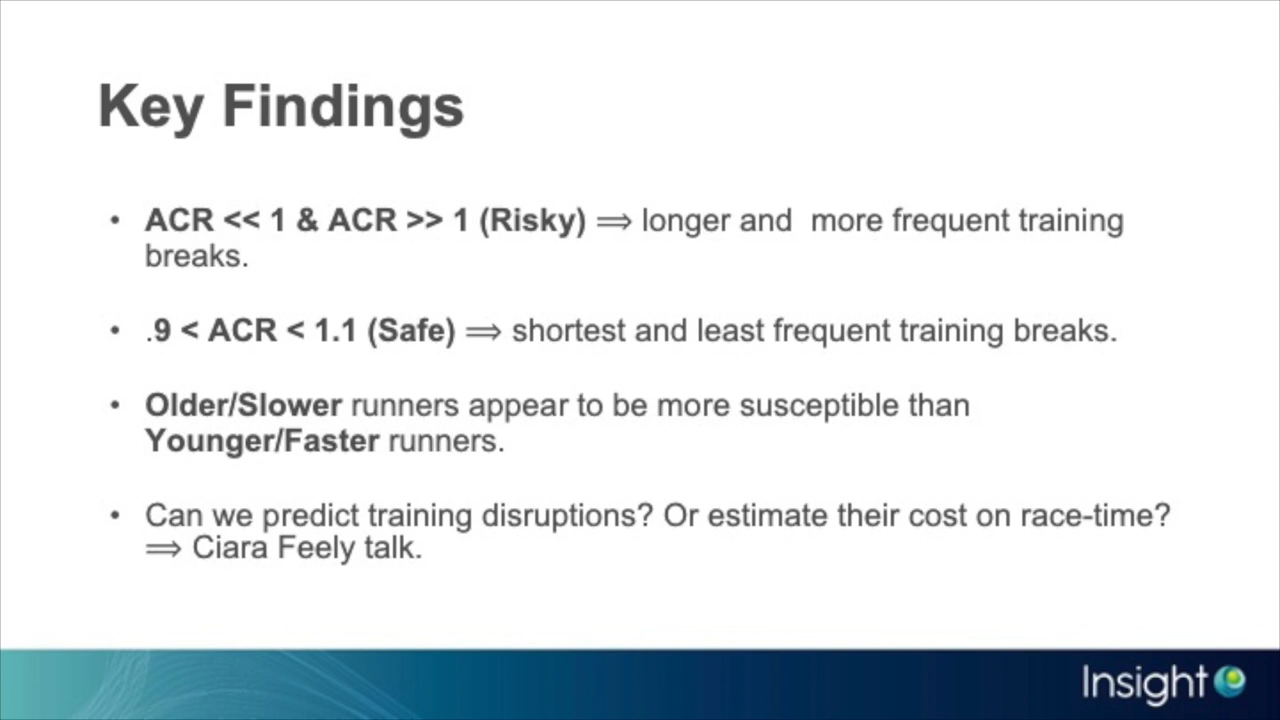 Key Findings
• ACR << 1 & ACR >> 1 (Risky) ⟹ longer and  more frequent training
breaks.
• .9 < ACR < 1.1 (Safe) ⟹ shortest and least frequent training breaks.
• Older/Slower runners appear to be more susceptible than
Younger/Faster runners.
• Can we predict training disruptions? Or estimate their cost on race-time?
⟹ Ciara Feely talk.
Insight